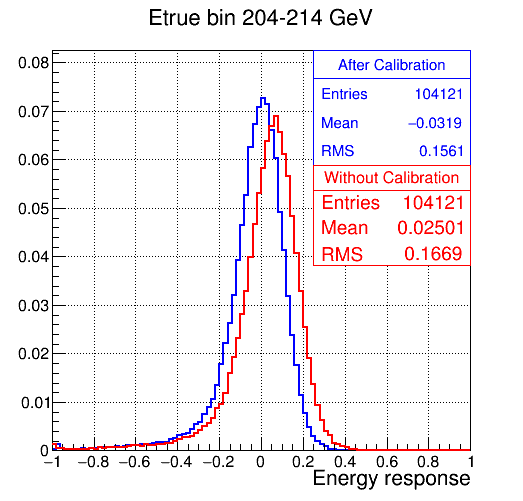 Etrue bin 204-214 GeV
After Calibration
Entries 104121
Mean −0.0319
RMS 0.1561
Without Calibration
Entries 104121
Mean 0.02501
RMS 0.1669
0.08
0.07
0.06
0.05
0.04
0.03
0.02
0.01
0
−1 −0.8 −0.6 −0.4 −0.2 0 0.2 0.4 0.6 0.8 1
Energy response